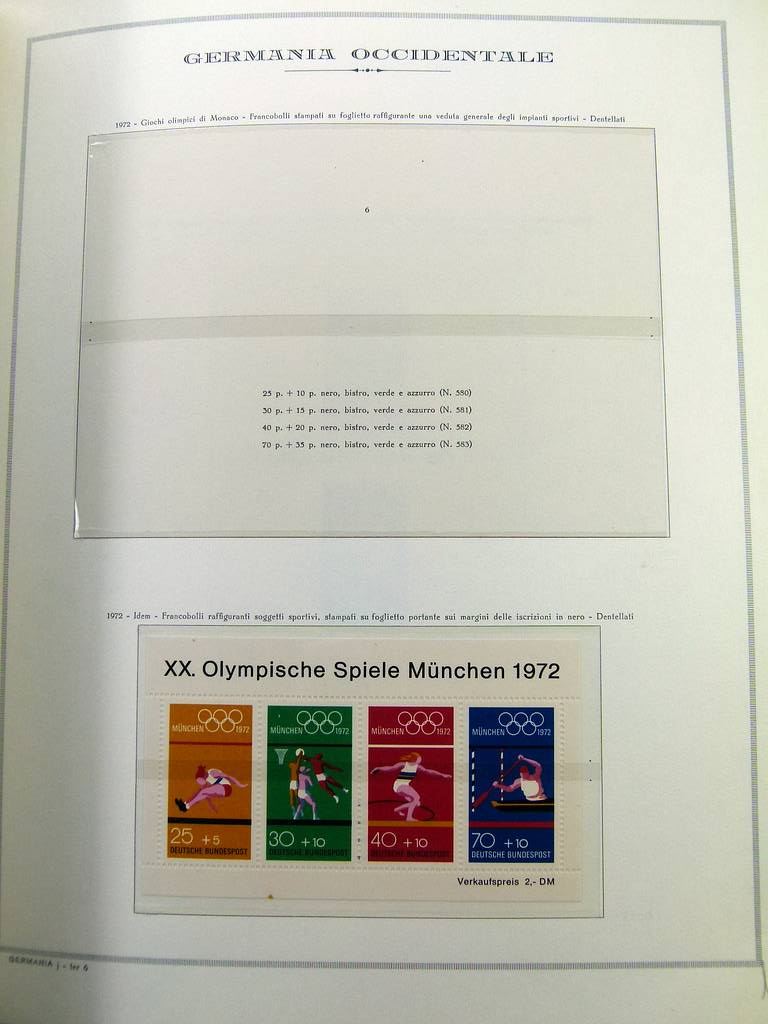 GERMANIA OCCIDENTALE
1972 - Giochi olimpici di Monaco - Francobolli stampati su foglietto raffigurante una veduta generale degli impianti sportivi - Dentellati
6
25 p. + 10 p. nero, bistro, verde e azzurro (N. 580)
30 p. + 15 p. nero, bistro, verde e azzurro (N. 581)
40 p. + 20 p. nero, bistro, verde e azzurro (N. 582)
70 p. + 35 p. nero, bistro, verde e azzurro (N. 583)
1972 - Idem - Francobolli raffiguranti soggetti sportivi, stampati su foglietto portante sui margini delle iscrizioni in nero - Dentellati
XX. Olympische Spiele München 1972
MÜNCHEN 1972
25 +5
DEUTSCHE BUNDESPOST
MÜNCHEN 1972
30 +10
DEUTSCHE BUNDESPOST
MÜNCHEN 1972
40 +10
DEUTSCHE BUNDESPOST
MÜNCHEN 1972
70 +10
DEUTSCHE BUNDESPOST
Verkaufspreis 2,- DM
GERMANIA j - fer 6